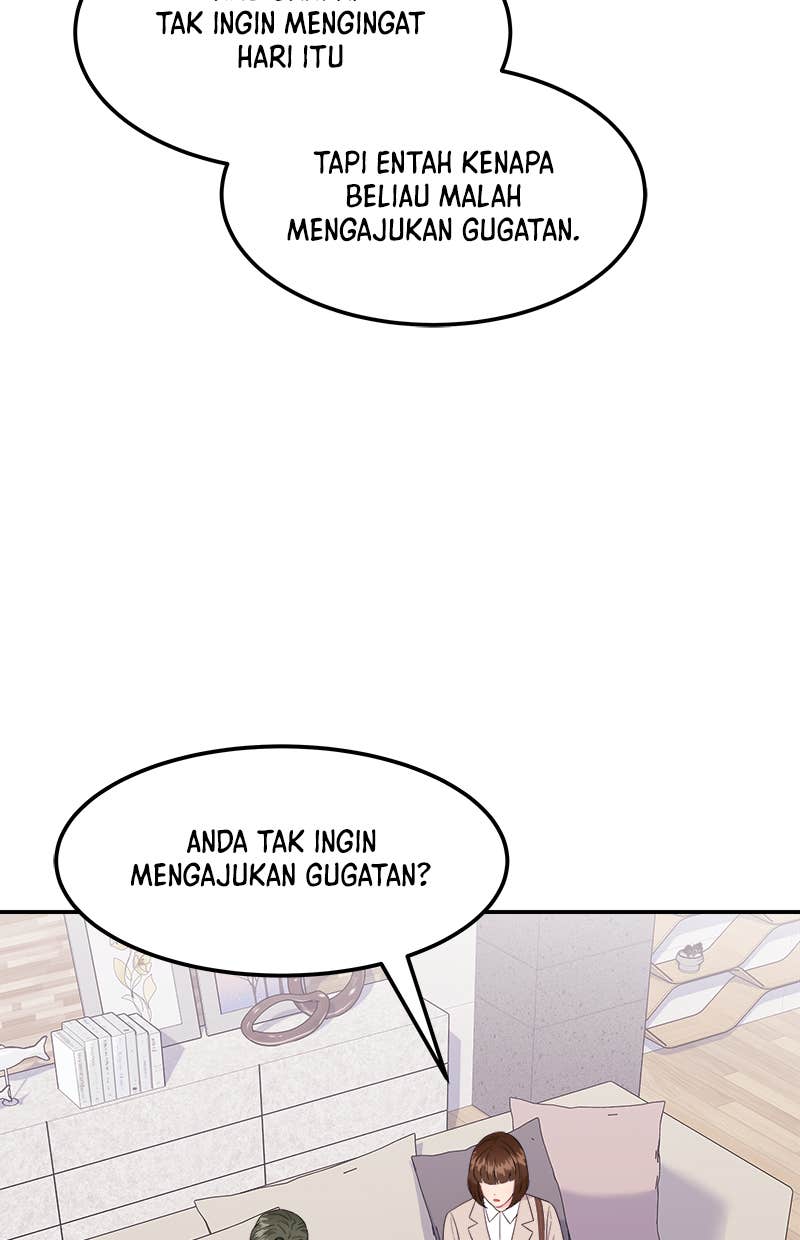 TAK INGIN MENGINGAT
HARI ITU
TAPI ENTAH KENAPA
BELIAU MALAH
MENGAJUKAN GUGATAN.
ANDA TAK INGIN
MENGAJUKAN GUGATAN?